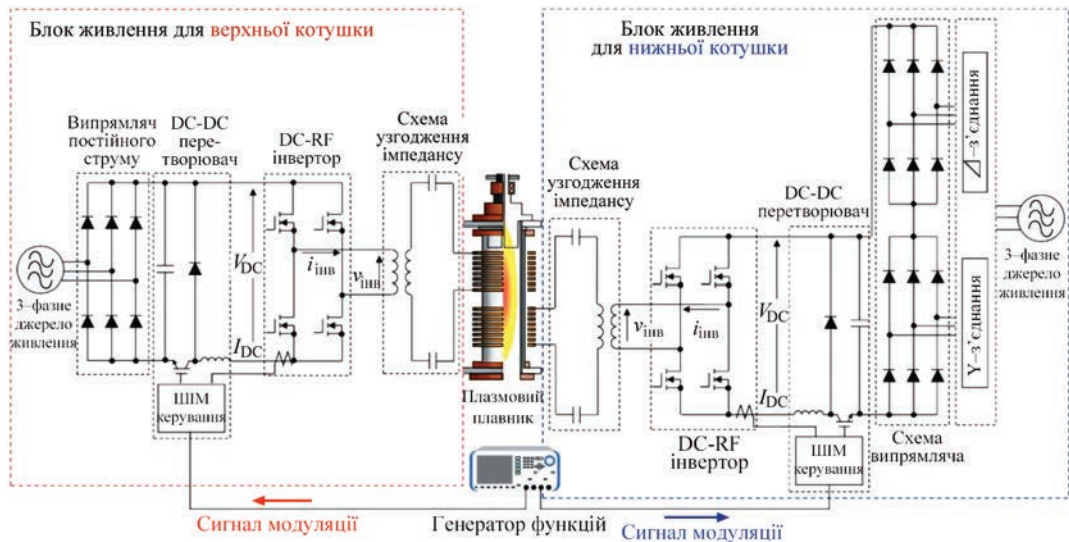 Блок живлення для верхньої котушки
Випрямляч
постійного
струму
DC-DC
пере-
творювач
DC-RF
інвертор
Схема
узгодження
імпедансу
3–фазне
джерело
живлення
V_DC
I_DC
i_інв
v_інв
ШІМ
керування
Плазмовий
плавник
Блок живлення
для нижньої котушки
Схема
узгодження
імпедансу
DC-DC
перетворювач
v_інв
i_інв
V_DC
I_DC
DC-RF
інвертор
ШІМ
керування
Схема
випрямляча
Δ–з’єднання
Y–з’єднання
3–фазне
джерело
живлення
Сигнал модуляції
Генератор функцій
Сигнал модуляції